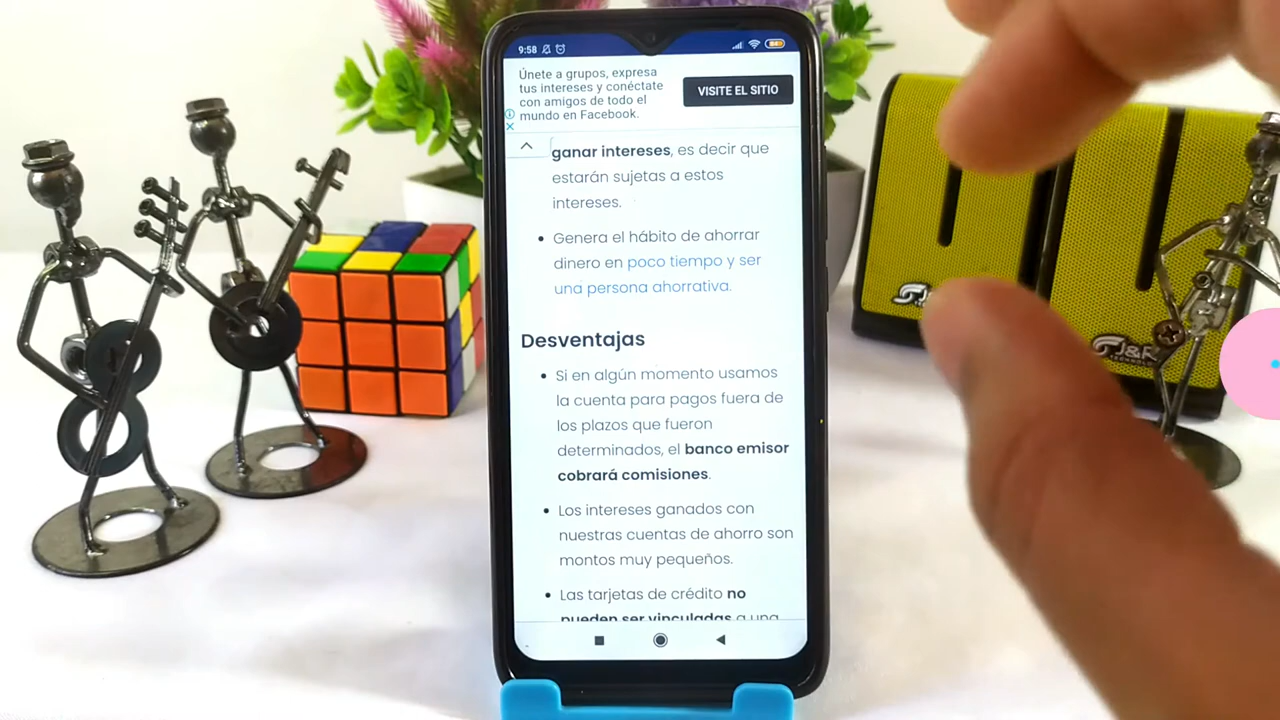 9:58
Únete a grupos, expresa
tus intereses y conéctate
con amigos de todo el
mundo en Facebook.
VISITE EL SITIO
ganar intereses, es decir que
estarán sujetas a estos
intereses.
• Genera el hábito de ahorrar
dinero en poco tiempo y ser
una persona ahorrativa.
Desventajas
• Si en algún momento usamos
la cuenta para pagos fuera de
los plazos que fueron
determinados, el banco emisor
cobrará comisiones.
• Los intereses ganados con
nuestras cuentas de ahorro son
montos muy pequeños.
• Las tarjetas de crédito no
pueden ser vinculadas a una
J&R